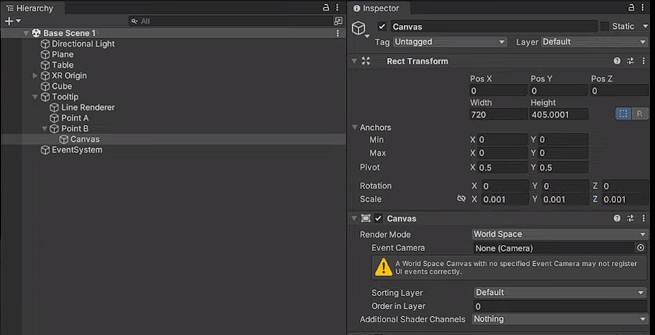 Hierarchy
All
Base Scene 1
Directional Light
Plane
Table
XR Origin
Cube
Tooltip
Line Renderer
Point A
Point B
Canvas
EventSystem
Inspector
Canvas Static
Tag Untagged Layer Default
Rect Transform
Pos X Pos Y Pos Z
0 0 0
Width Height
720 405.0001 R
Anchors
Min X 0 Y 0
Max X 0 Y 0
Pivot X 0.5 Y 0.5
Rotation X 0 Y 0 Z 0
Scale X 0.001 Y 0.001 Z 0.001
Canvas
Render Mode World Space
Event Camera None (Camera)
A World Space Canvas with no specified Event Camera may not register
UI events correctly.
Sorting Layer Default
Order in Layer 0
Additional Shader Channels Nothing